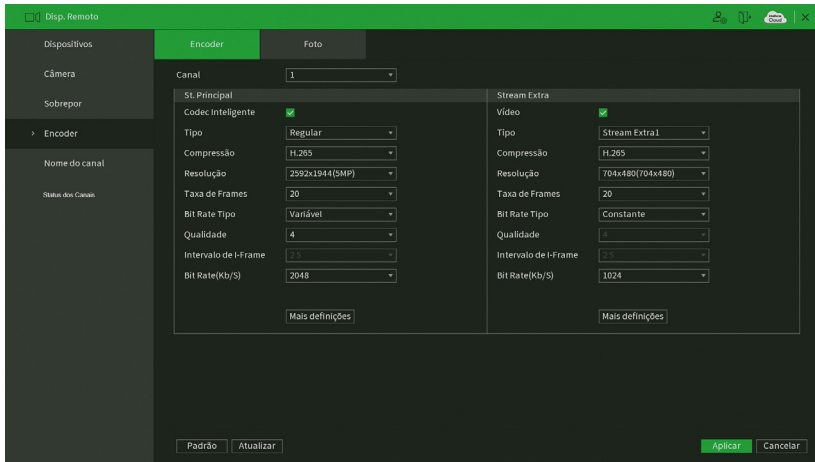 Disp. Remoto
Dispositivos
Câmera
Sobrepor
> Encoder
Nome do canal
Status dos Canais
Encoder Foto
Canal 1
St. Principal
Codec Inteligente
Tipo Regular
Compressão H.265
Resolução 2592x1944(5MP)
Taxa de Frames 20
Bit Rate Tipo Variável
Qualidade 4
Intervalo de I-Frame 2 S
Bit Rate(Kb/S) 2048
Mais definições
Stream Extra
Vídeo
Tipo Stream Extra1
Compressão H.265
Resolução 704x480(704x480)
Taxa de Frames 20
Bit Rate Tipo Constante
Qualidade 4
Intervalo de I-Frame 2 S
Bit Rate(Kb/S) 1024
Mais definições
Padrão Atualizar Aplicar Cancelar